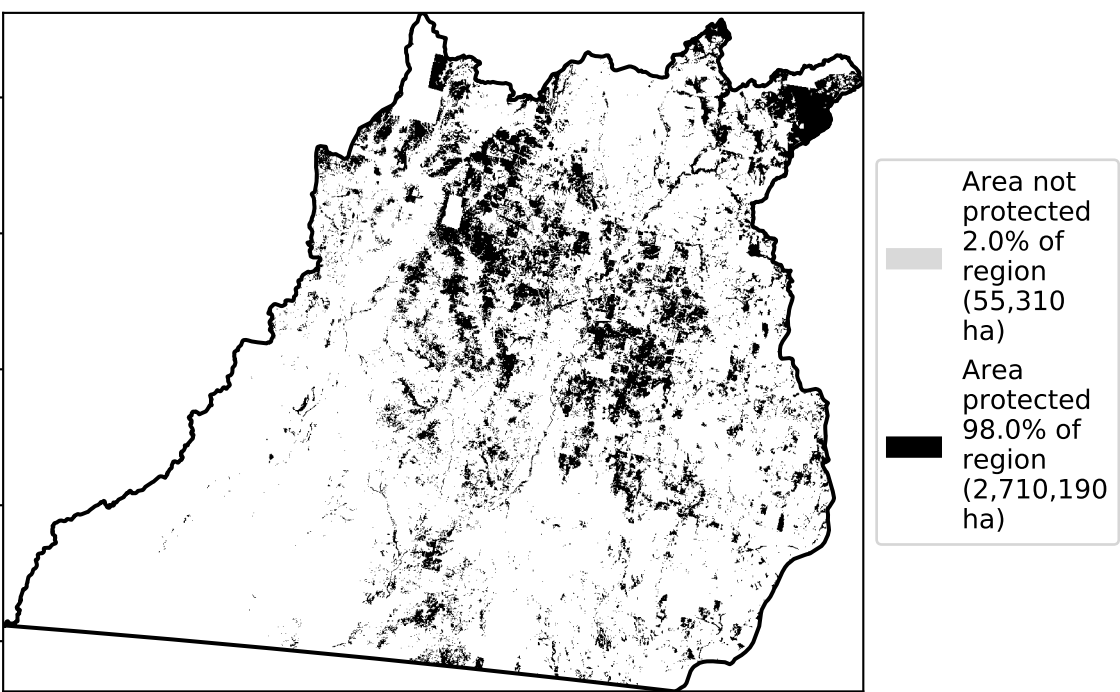 Area not
protected
2.0% of
region
(55,310
ha)
Area
protected
98.0% of
region
(2,710,190
ha)